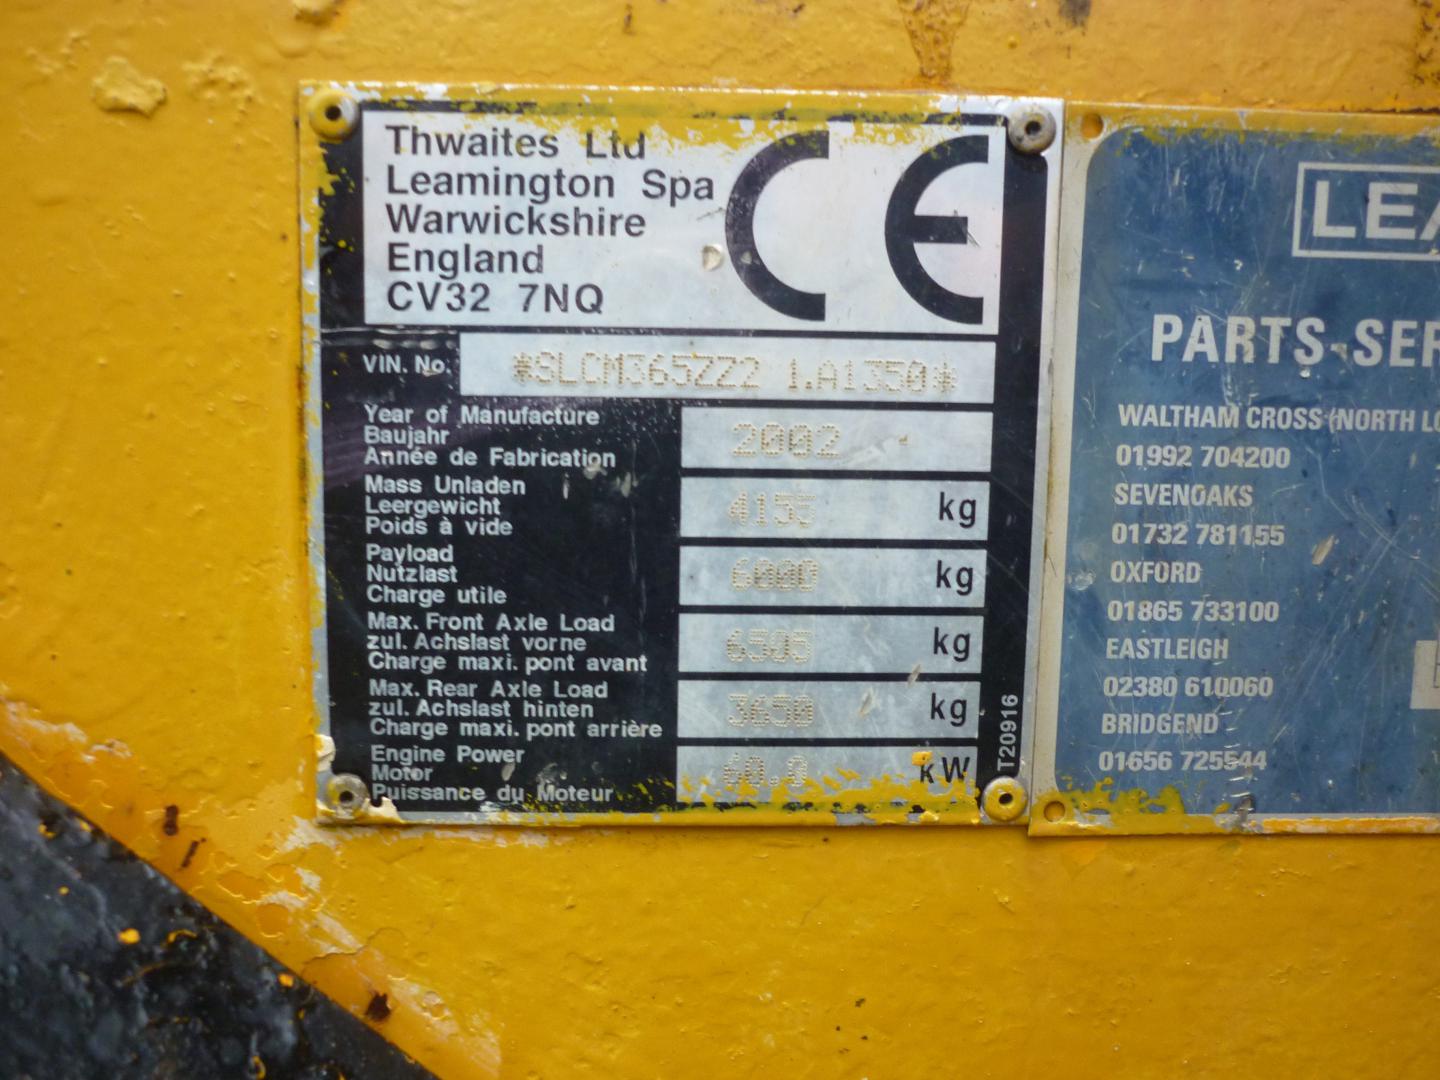 Thwaites Ltd
Leamington Spa
Warwickshire
England
CV32 7NQ
CE
VIN. No. *SLCM365ZZ2 1.A1350*
Year of Manufacture
Baujahr
Année de Fabrication
2002
Mass Unladen
Leergewicht
Poids à vide
4155 kg
Payload
Nutzlast
Charge utile
6000 kg
Max. Front Axle Load
zul. Achslast vorne
Charge maxi. pont avant
6505 kg
Max. Rear Axle Load
zul. Achslast hinten
Charge maxi. pont arrière
3650 kg
Engine Power
Motor
Puissance du Moteur
kW
T20916
PARTS-SER
WALTHAM CROSS (NORTH LO
01992 704200
SEVENOAKS
01732 781155
OXFORD
01865 733100
EASTLEIGH
02380 610060
BRIDGEND
01656 725544